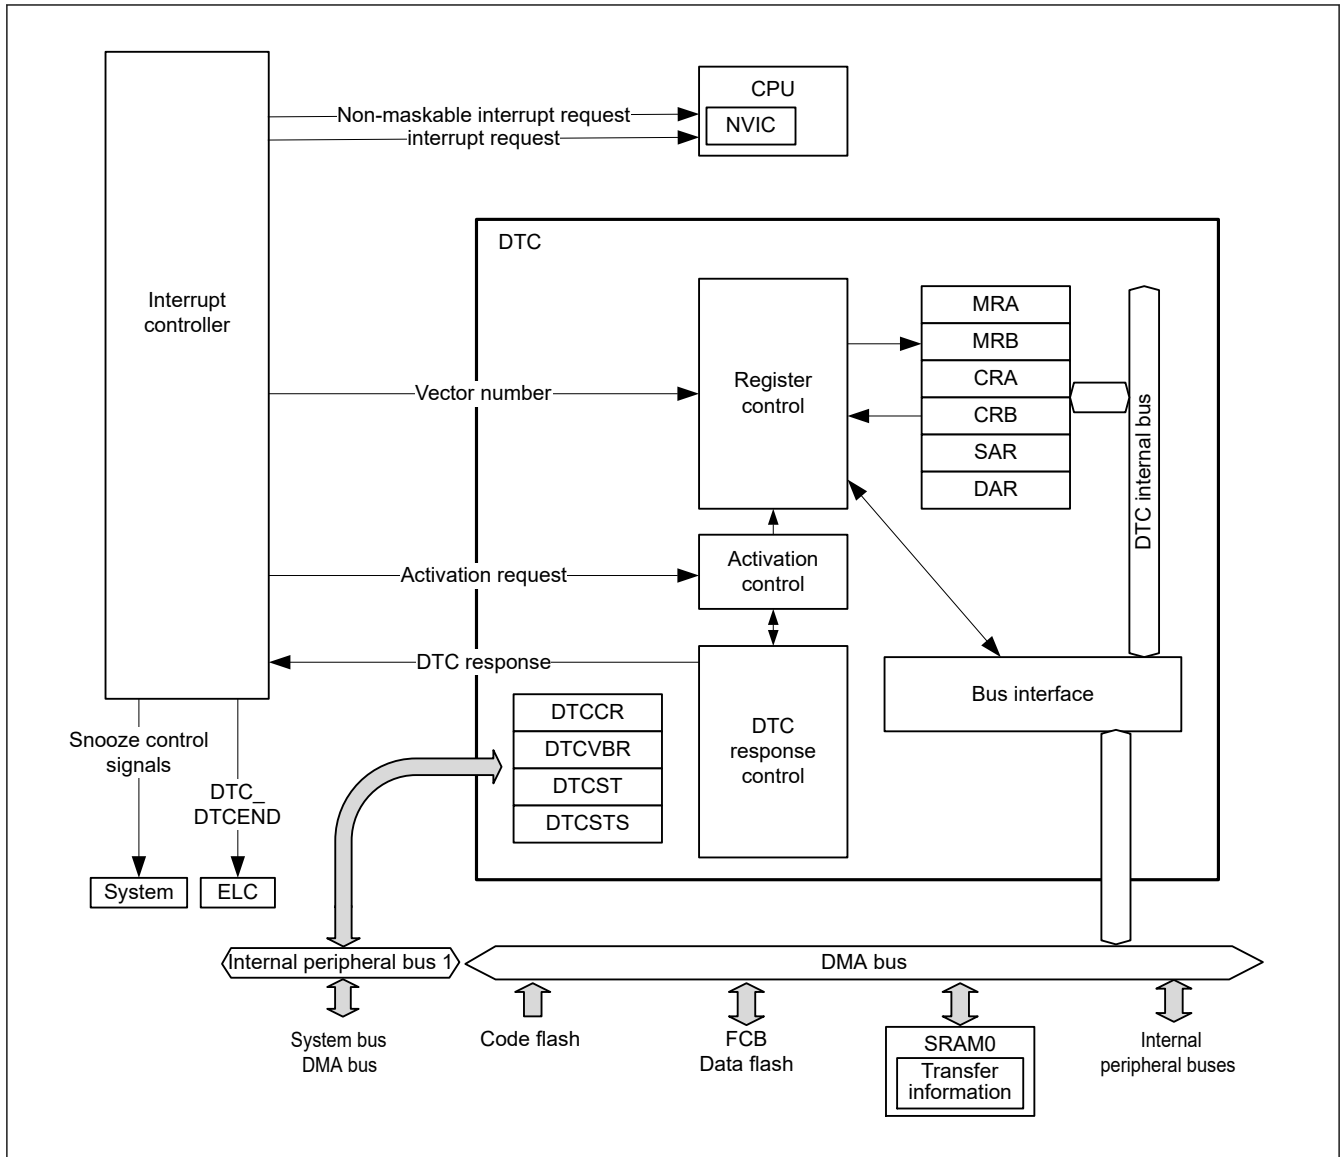 CPU
NVIC
Non-maskable interrupt request
interrupt request
Interrupt
controller
DTC
Register
control
MRA
MRB
CRA
CRB
SAR
DAR
DTC internal bus
Vector number
Activation
control
Activation request
DTC response
DTC
response
control
Bus interface
DTCCR
DTCVBR
DTCST
DTCSTS
Snooze control
signals
DTC_
DTCEND
System
ELC
Internal peripheral bus 1
DMA bus
System bus
DMA bus
Code flash
FCB
Data flash
SRAM0
Transfer
information
Internal
peripheral buses